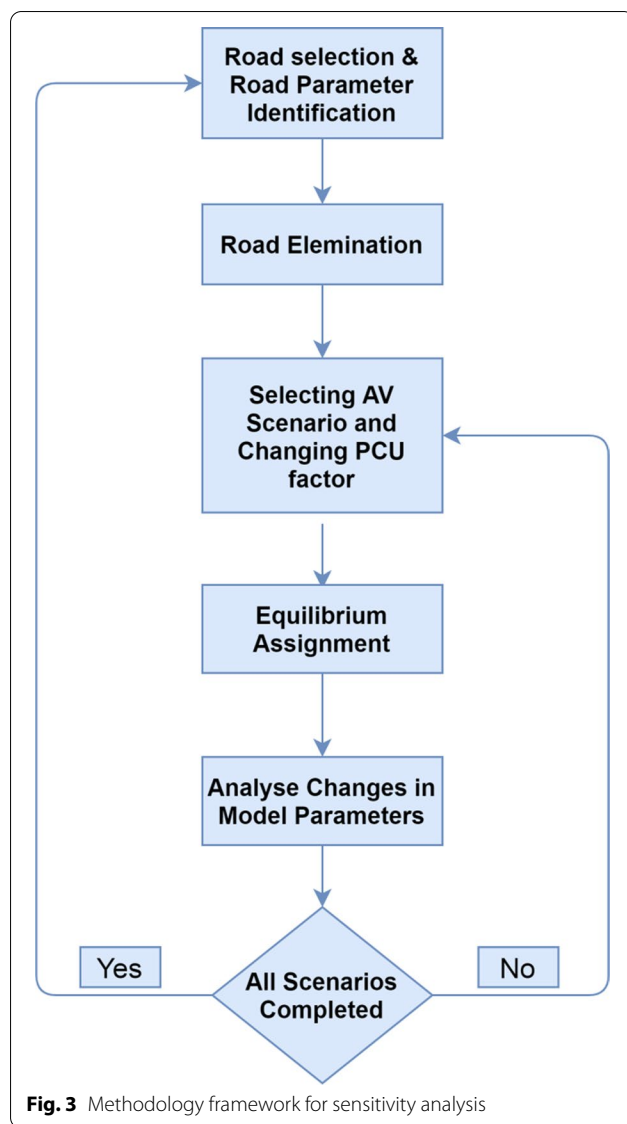 Road selection &
Road Parameter
Identification
Road Elemination
Selecting AV
Scenario and
Changing PCU
factor
Equilibrium
Assignment
Analyse Changes in
Model Parameters
Yes
No
All Scenarios
Completed
Fig. 3 Methodology framework for sensitivity analysis